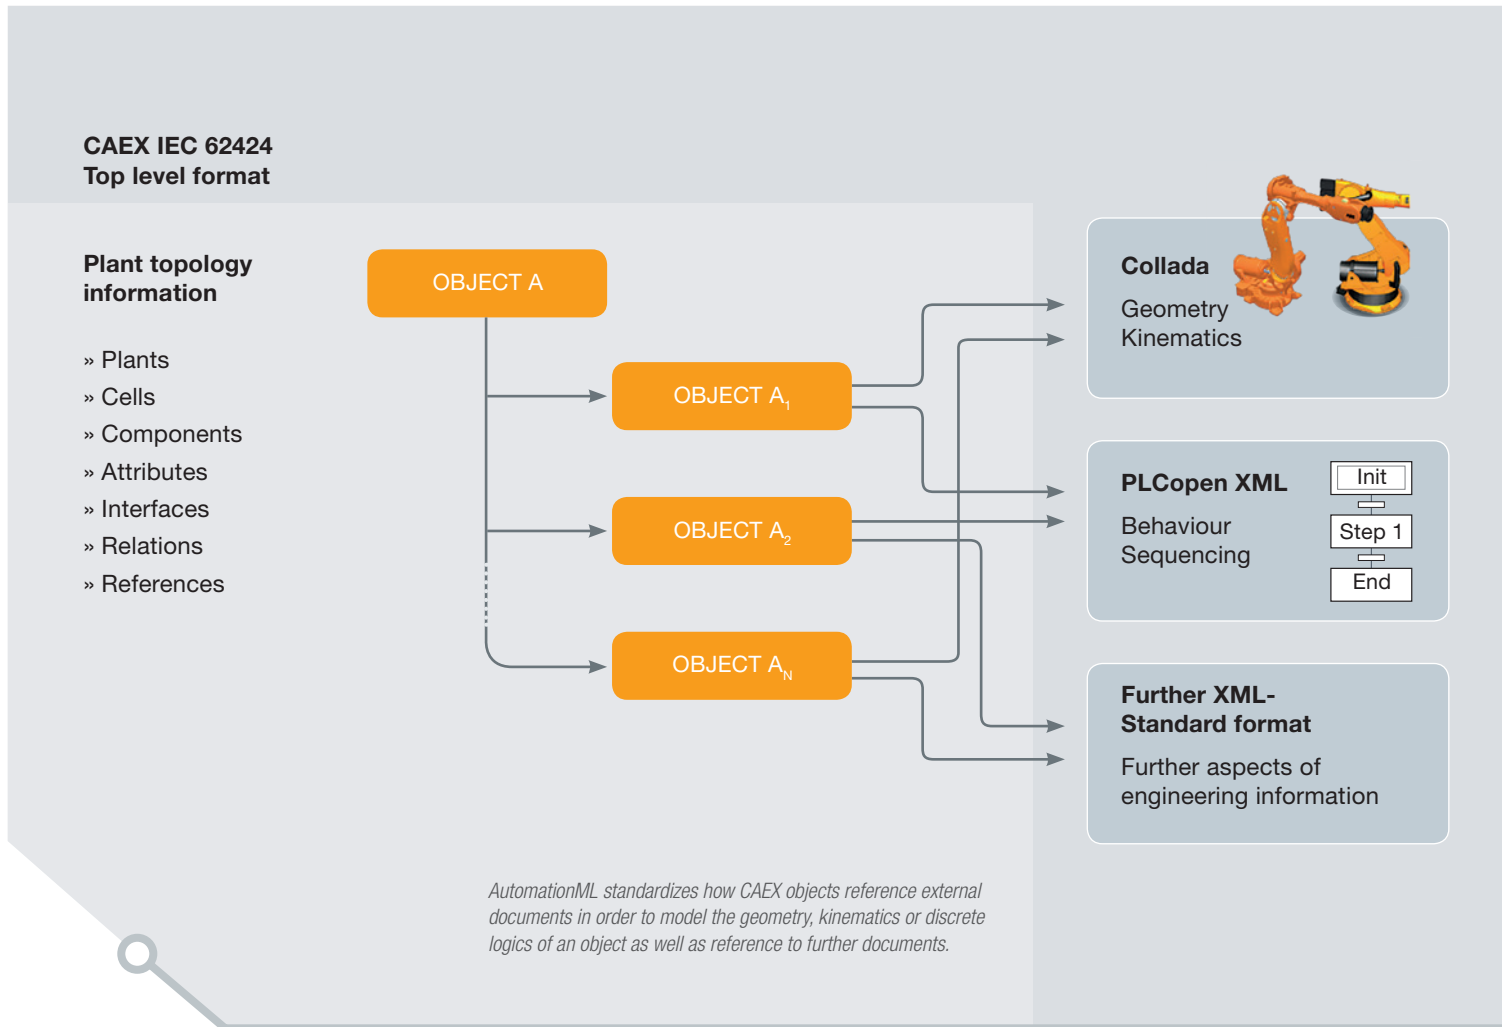 CAEX IEC 62424
Top level format
Plant topology
information
» Plants
» Cells
» Components
» Attributes
» Interfaces
» Relations
» References
OBJECT A
OBJECT A₁
OBJECT A₂
OBJECT A_N
Collada
Geometry
Kinematics
PLCopen XML
Behaviour
Sequencing
Init
Step 1
End
Further XML-
Standard format
Further aspects of
engineering information
AutomationML standardizes how CAEX objects reference external
documents in order to model the geometry, kinematics or discrete
logics of an object as well as reference to further documents.